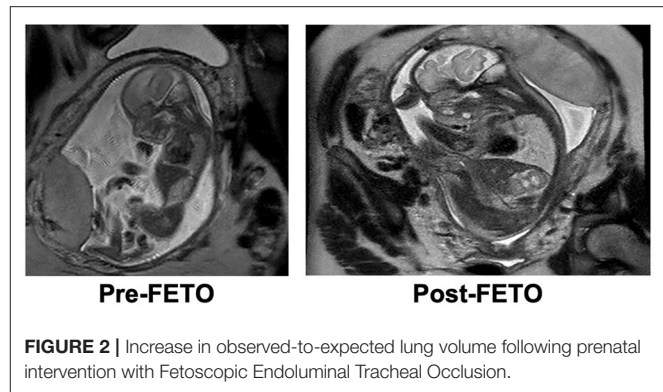 Pre-FETO
Post-FETO
FIGURE 2 | Increase in observed-to-expected lung volume following prenatal
intervention with Fetoscopic Endoluminal Tracheal Occlusion.